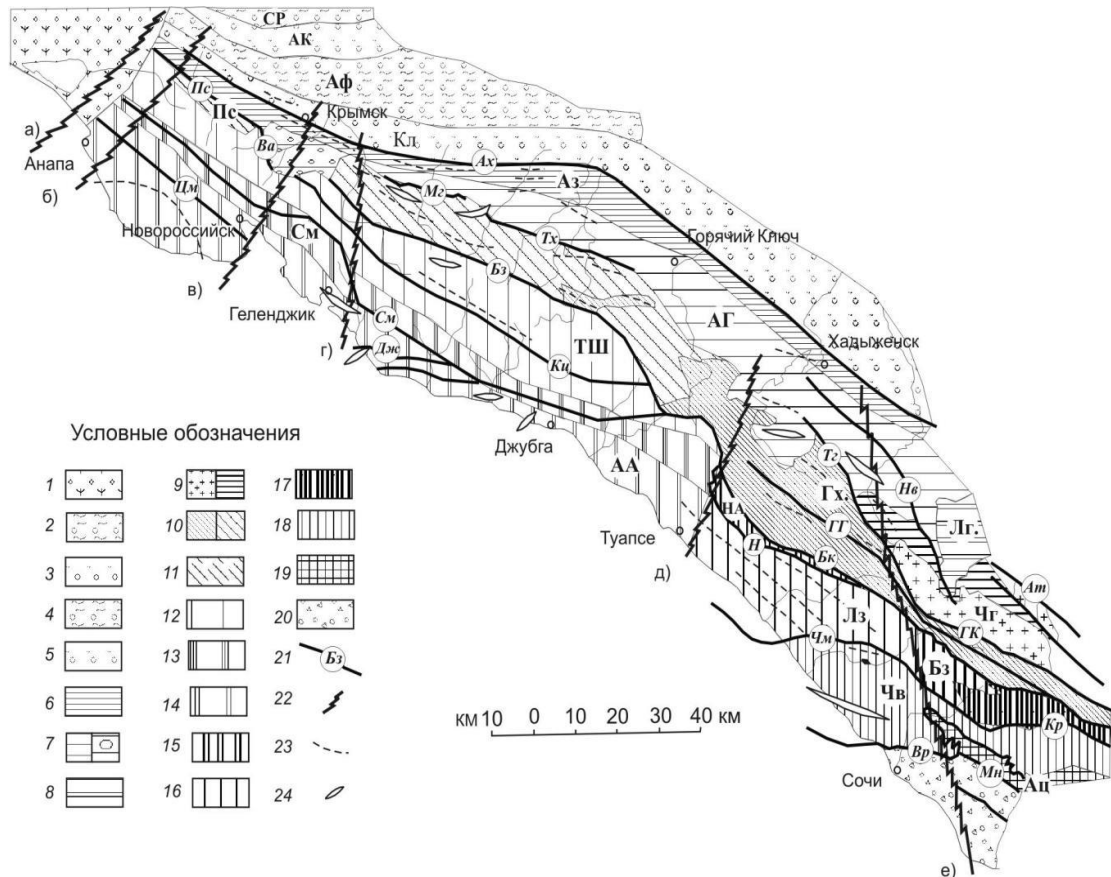 СР
АК
Аф
Пс
Пс
Крымск
Кл
а)
Ва
Ах
Анапа
Аз
Мг
б)
Цм
Новороссийск
См
Тх
Горячий Ключ
Бз
в)
Геленджик
См
АГ
Хадыженск
г)
ТШ
Дж
Кц
Условные обозначения
Джубга
Тг
Нв
Гх.
АА
НА
ГГ
Лг.
Туапсе
Н
Бк
д)
Ат
Лз
Чг
ГК
Чм
Бз
Чв
Кр
Вр
Мн
Ац
Сочи
е)
км 10 0 10 20 30 40 км
1 9 17
2 10 18
3 11 19
4 12 20
5 13 21 Бз
6 14 22
7 15 23
8 16 24